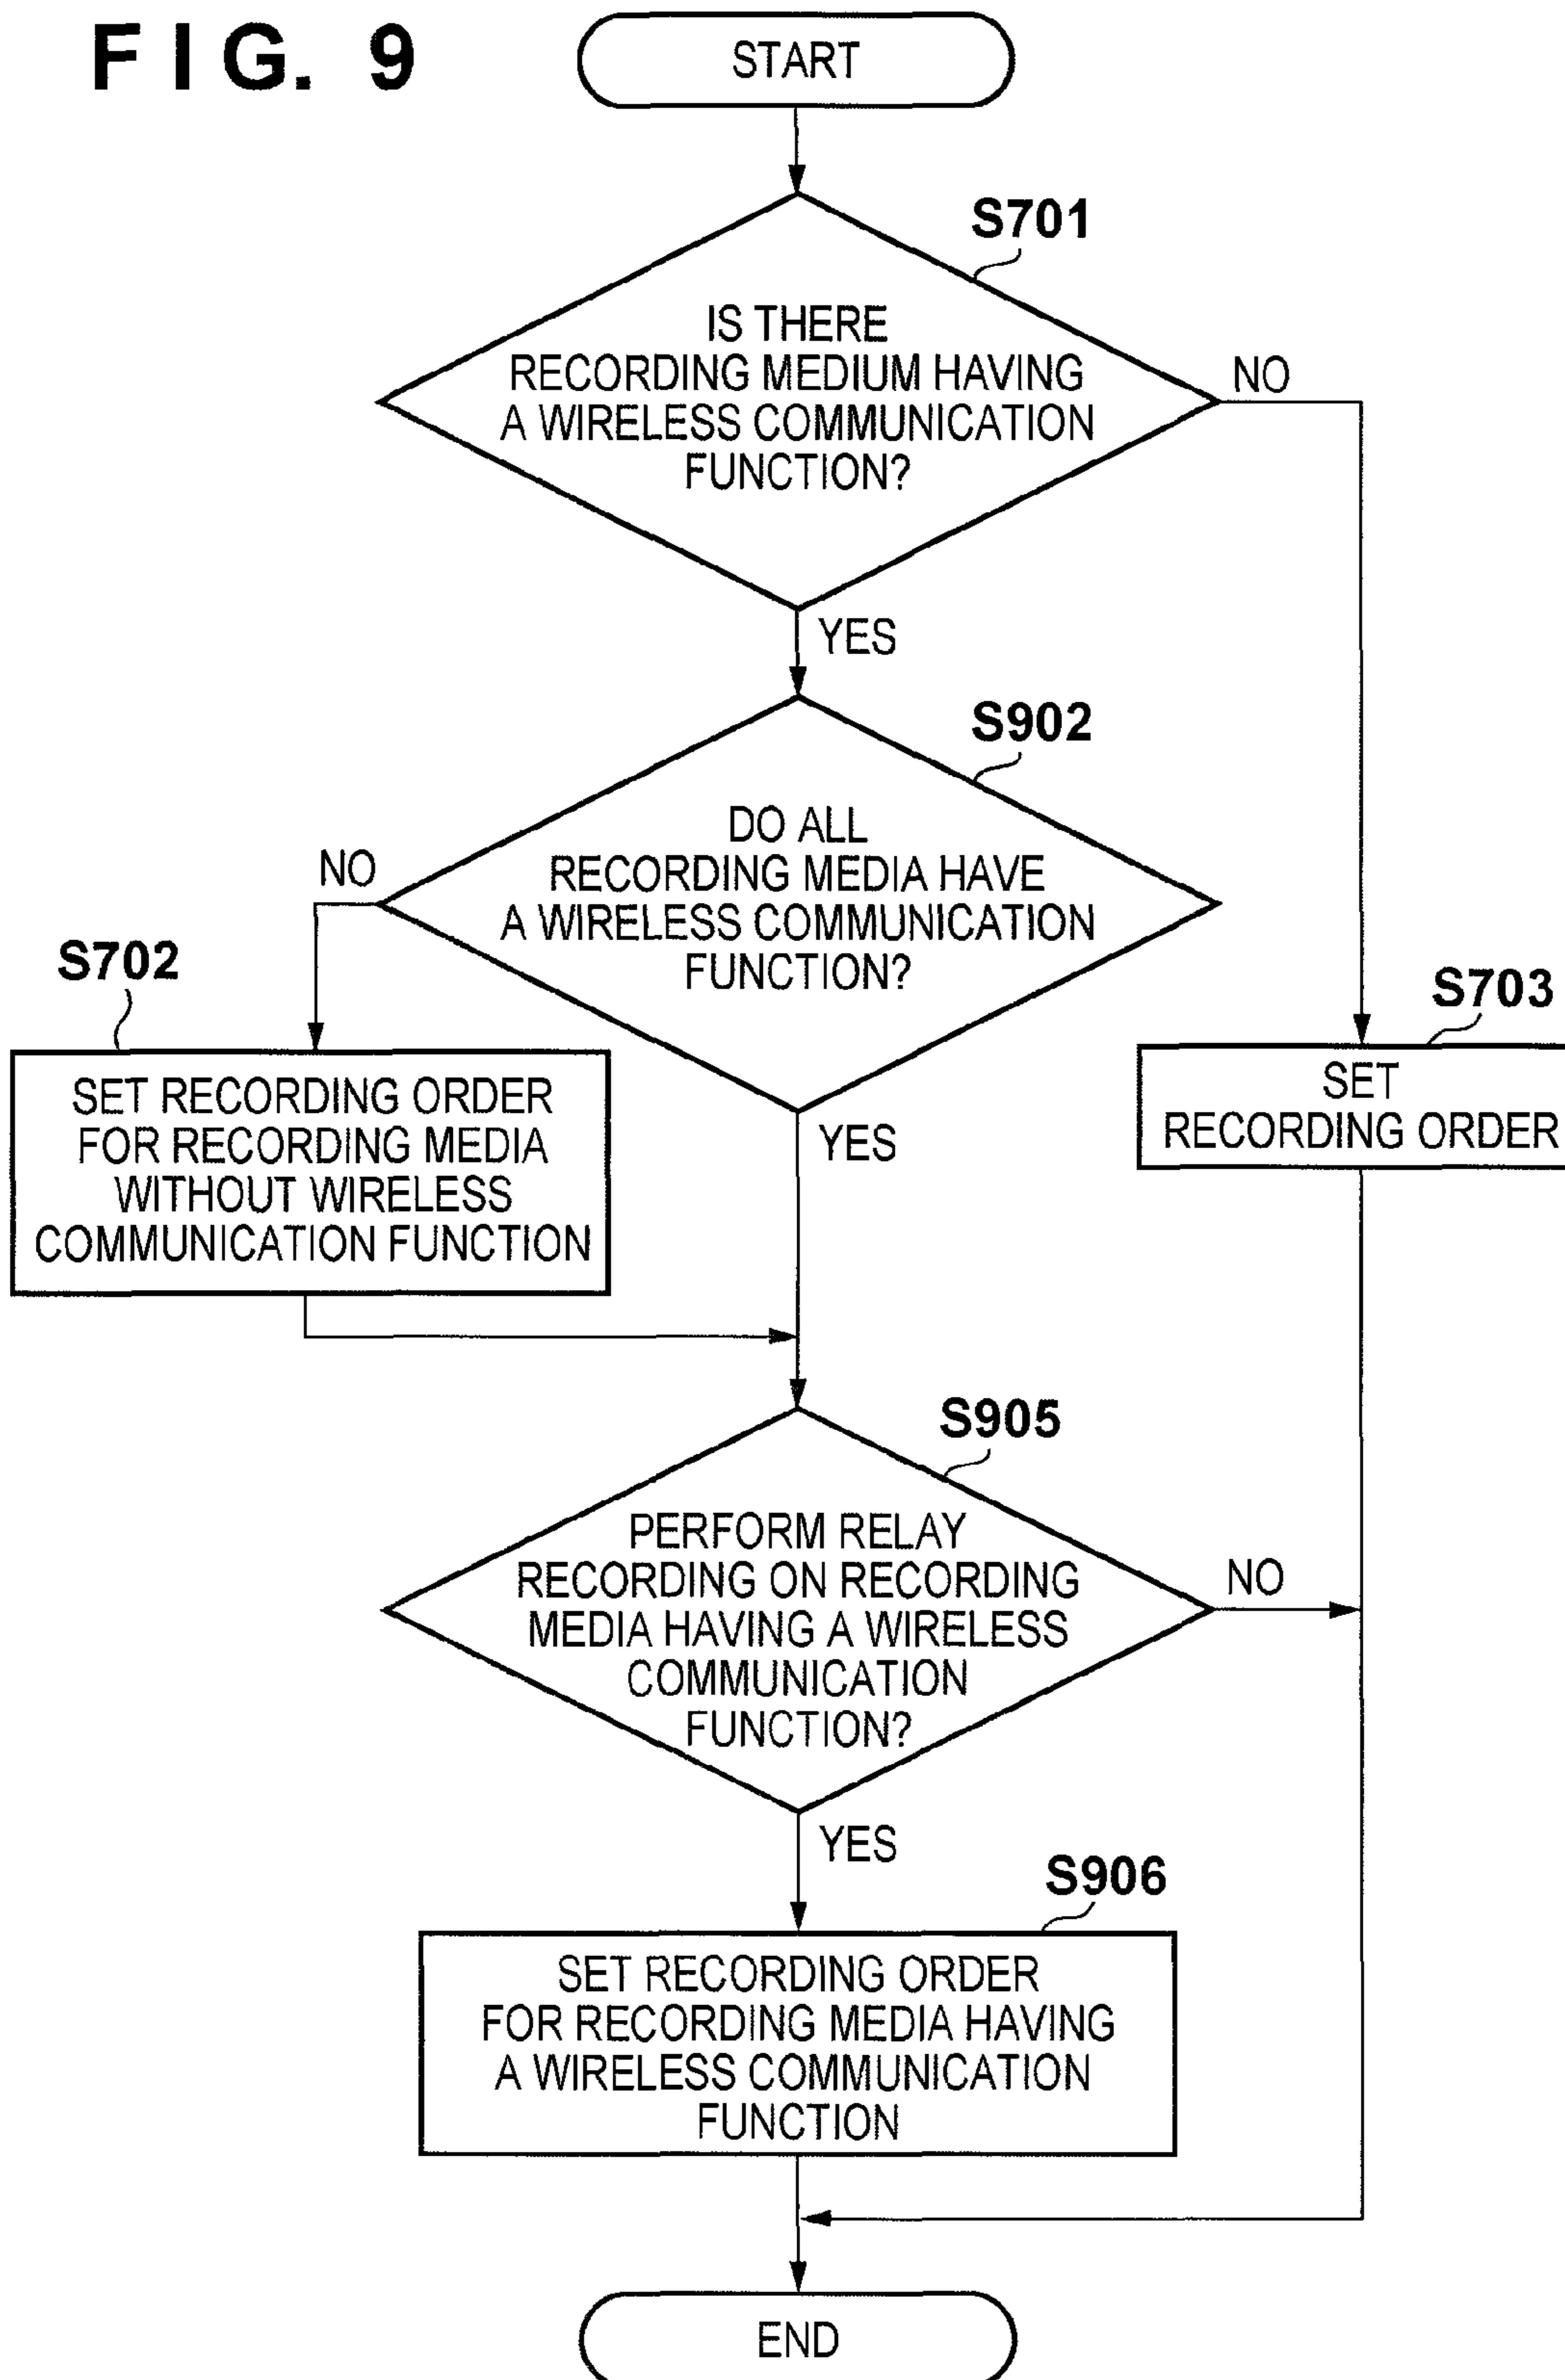 FIG. 9
START
S701
IS THERE
RECORDING MEDIUM HAVING
A WIRELESS COMMUNICATION
FUNCTION?
NO
YES
S902
DO ALL
RECORDING MEDIA HAVE
A WIRELESS COMMUNICATION
FUNCTION?
NO
YES
S702
SET RECORDING ORDER
FOR RECORDING MEDIA
WITHOUT WIRELESS
COMMUNICATION FUNCTION
S703
SET
RECORDING ORDER
S905
PERFORM RELAY
RECORDING ON RECORDING
MEDIA HAVING A WIRELESS
COMMUNICATION
FUNCTION?
NO
YES
S906
SET RECORDING ORDER
FOR RECORDING MEDIA HAVING
A WIRELESS COMMUNICATION
FUNCTION
END